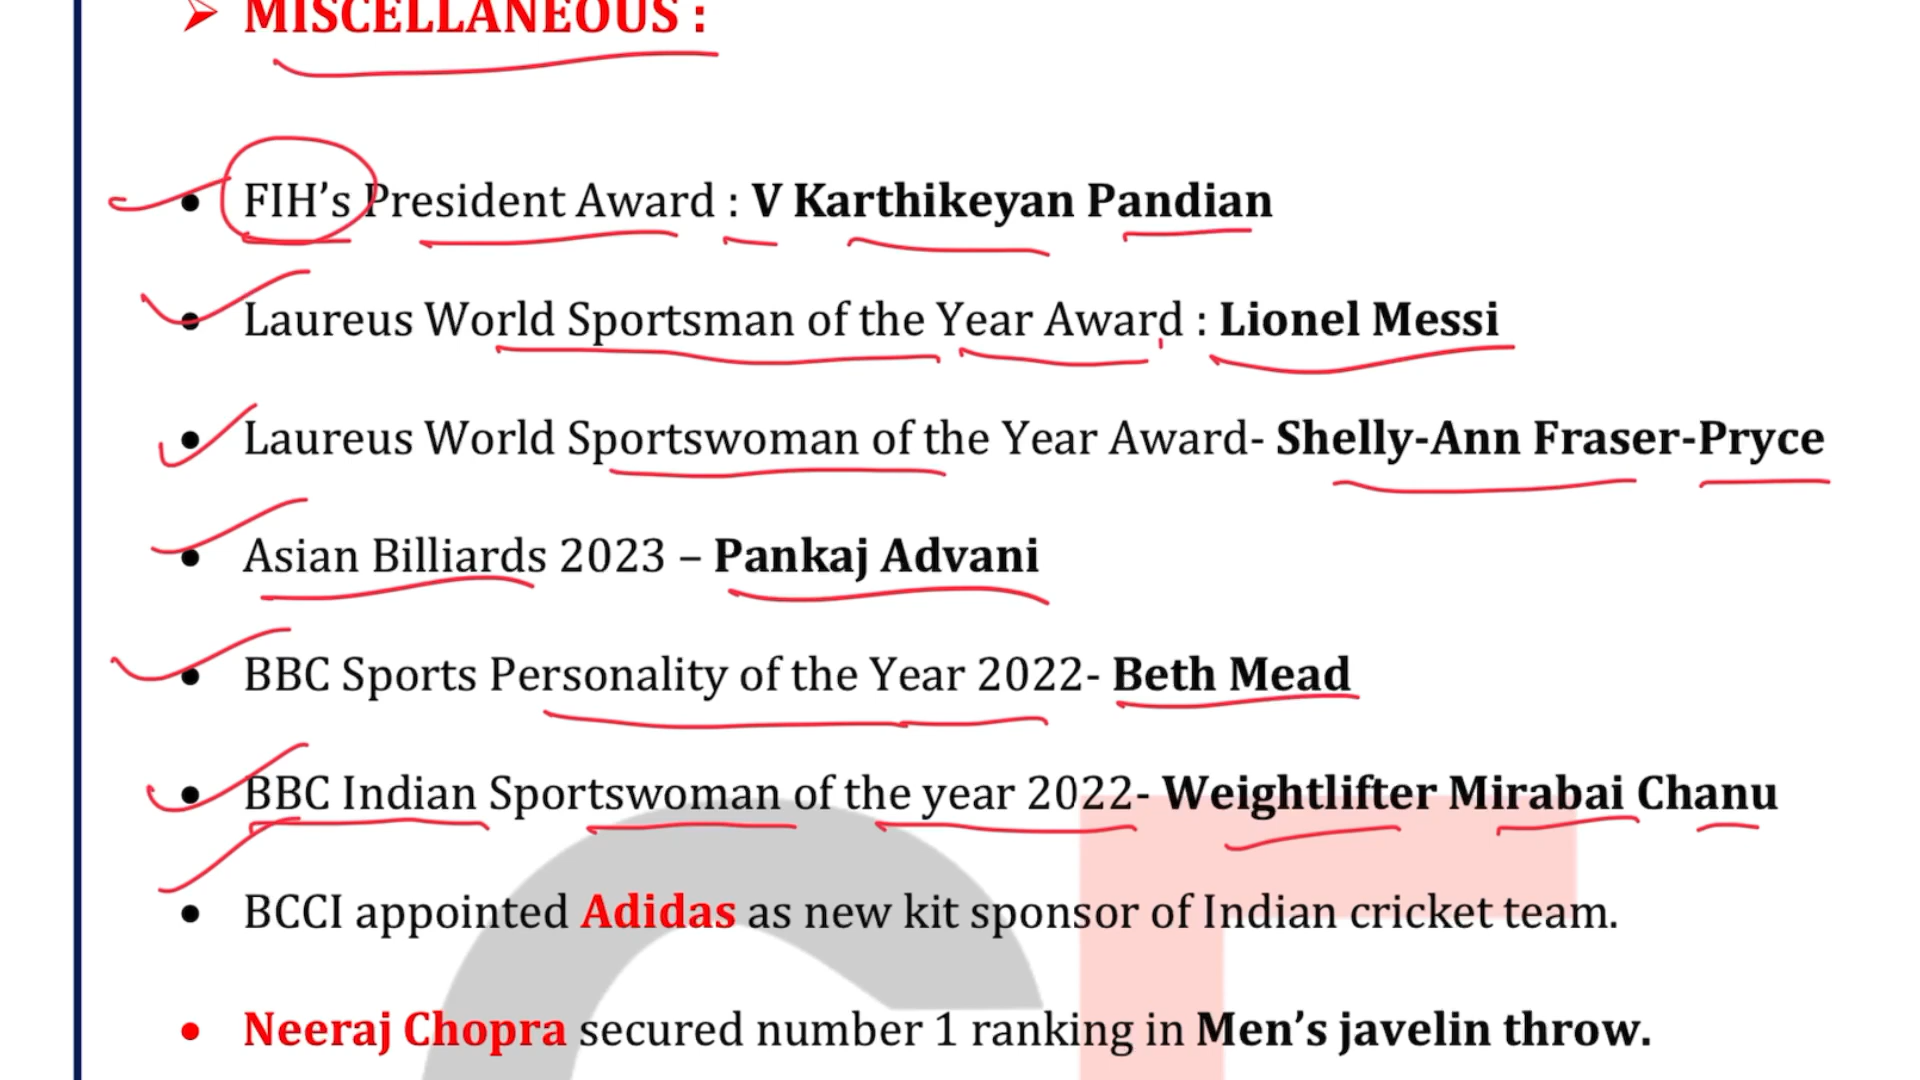 ➢ MISCELLANEOUS :
• FIH’s President Award : V Karthikeyan Pandian
• Laureus World Sportsman of the Year Award : Lionel Messi
• Laureus World Sportswoman of the Year Award- Shelly-Ann Fraser-Pryce
• Asian Billiards 2023 – Pankaj Advani
• BBC Sports Personality of the Year 2022- Beth Mead
• BBC Indian Sportswoman of the year 2022- Weightlifter Mirabai Chanu
• BCCI appointed Adidas as new kit sponsor of Indian cricket team.
• Neeraj Chopra secured number 1 ranking in Men’s javelin throw.